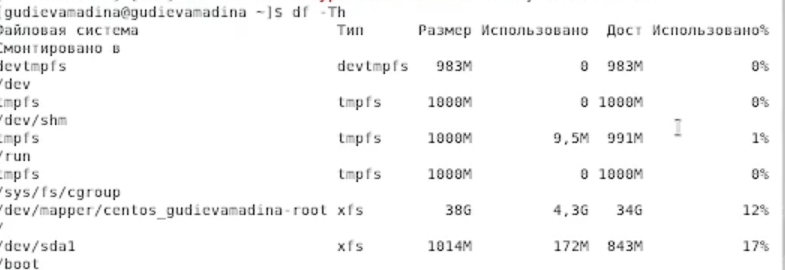 [gudievamadina@gudievamadina ~]$ df -Th
Файловая система Тип Размер Использовано Дост Использовано%
Смонтировано в
devtmpfs devtmpfs 983M 0 983M 0%
/dev
tmpfs tmpfs 1000M 0 1000M 0%
/dev/shm
tmpfs tmpfs 1000M 9,5M 991M 1%
/run
tmpfs tmpfs 1000M 0 1000M 0%
/sys/fs/cgroup
/dev/mapper/centos_gudievamadina-root xfs 38G 4,3G 34G 12%
/
/dev/sda1 xfs 1014M 172M 843M 17%
/boot